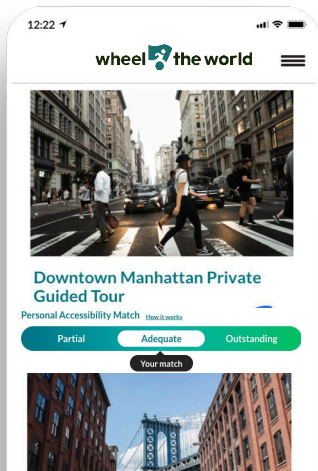 12:22
wheel the world
Downtown Manhattan Private
Guided Tour
Personal Accessibility Match How it works
Partial Adequate Outstanding
Your match